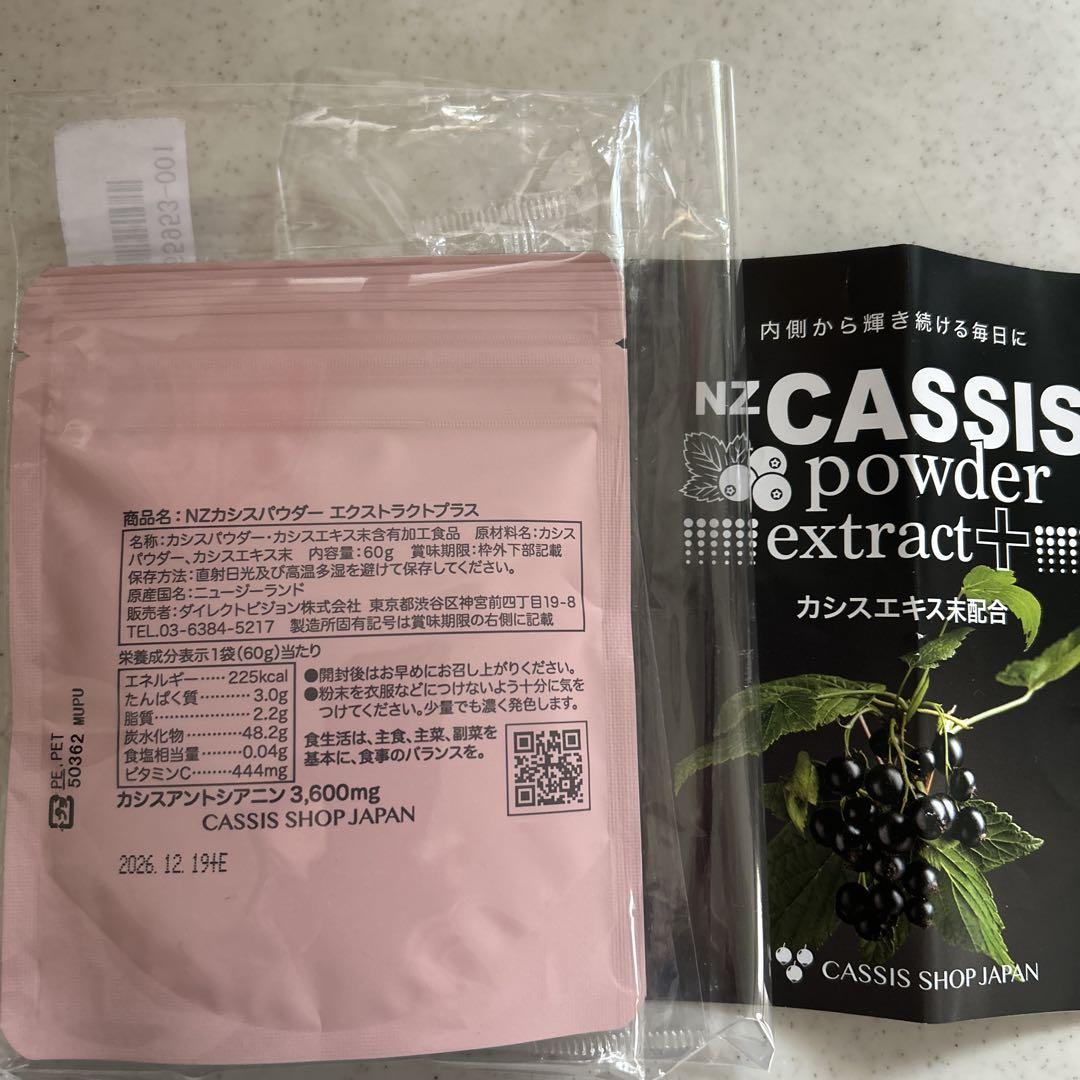 商品名：NZカシスパウダー エクストラクトプラス
名称：カシスパウダー・カシスエキス末含有加工食品　原材料名：カシス
パウダー、カシスエキス末　内容量：60g　賞味期限：枠外下部記載
保存方法：直射日光及び高温多湿を避けて保存してください。
原産国名：ニュージーランド
販売者：ダイレクトビジョン株式会社　東京都渋谷区神宮前四丁目19-8
TEL.03-6384-5217　製造所固有記号は賞味期限の右側に記載
栄養成分表示1袋(60g)当たり
エネルギー‥‥225kcal
たんぱく質‥‥‥‥3.0g
脂質‥‥‥‥‥‥‥2.2g
炭水化物‥‥‥‥48.2g
食塩相当量‥‥‥0.04g
ビタミンC‥‥‥444mg
カシスアントシアニン 3,600mg
●開封後はお早めにお召し上がりください。
●粉末を衣服などにつけないよう十分に気を
つけてください。少量でも濃く発色します。
食生活は、主食、主菜、副菜を
基本に、食事のバランスを。
CASSIS SHOP JAPAN
2026. 12. 19
PE, PET
50362 MUPU
内側から輝き続ける毎日に
NZ CASSIS
powder
extract+
カシスエキス末配合
CASSIS SHOP JAPAN